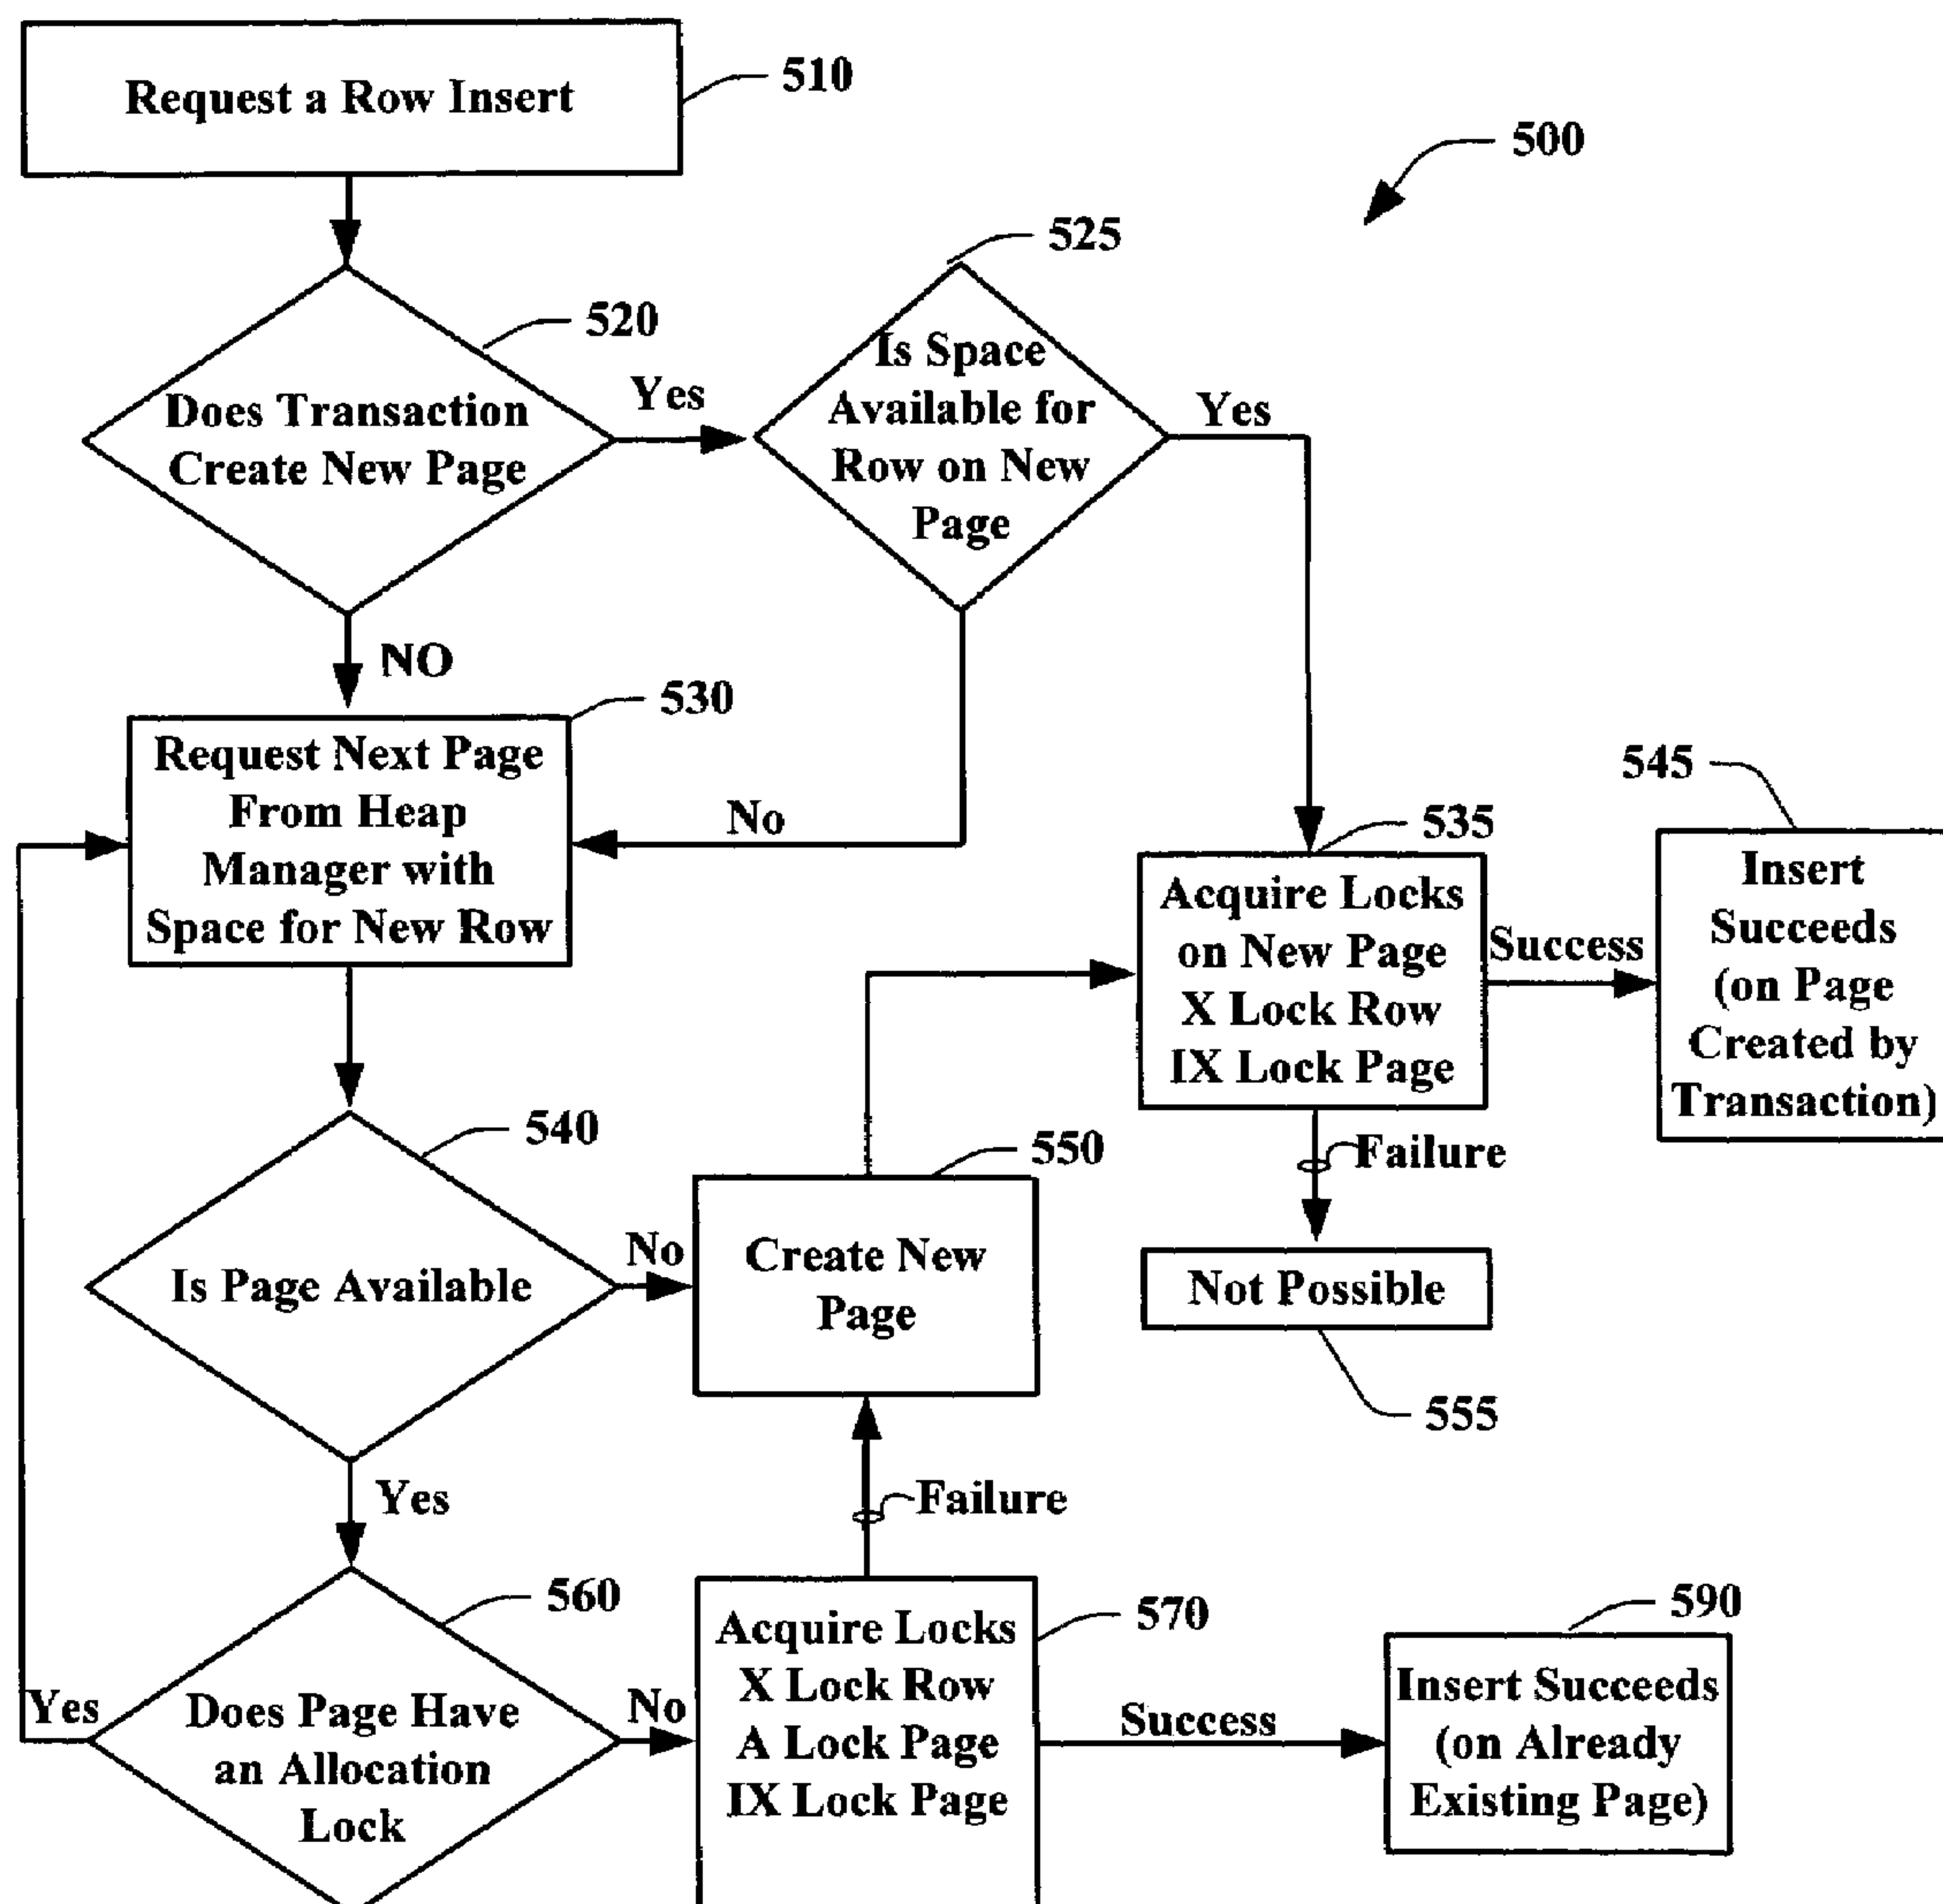 Request a Row Insert
510
500
525
520
Does Transaction
Create New Page
Yes
Is Space
Available for
Row on New
Page
Yes
NO
530
Request Next Page
From Heap
Manager with
Space for New Row
No
535
Acquire Locks
on New Page
X Lock Row
IX Lock Page
Success
545
Insert
Succeeds
(on Page
Created by
Transaction)
Failure
Not Possible
555
540
Is Page Available
No
550
Create New
Page
Yes
Failure
560
Does Page Have
an Allocation
Lock
Yes
No
570
Acquire Locks
X Lock Row
A Lock Page
IX Lock Page
Success
590
Insert Succeeds
(on Already
Existing Page)